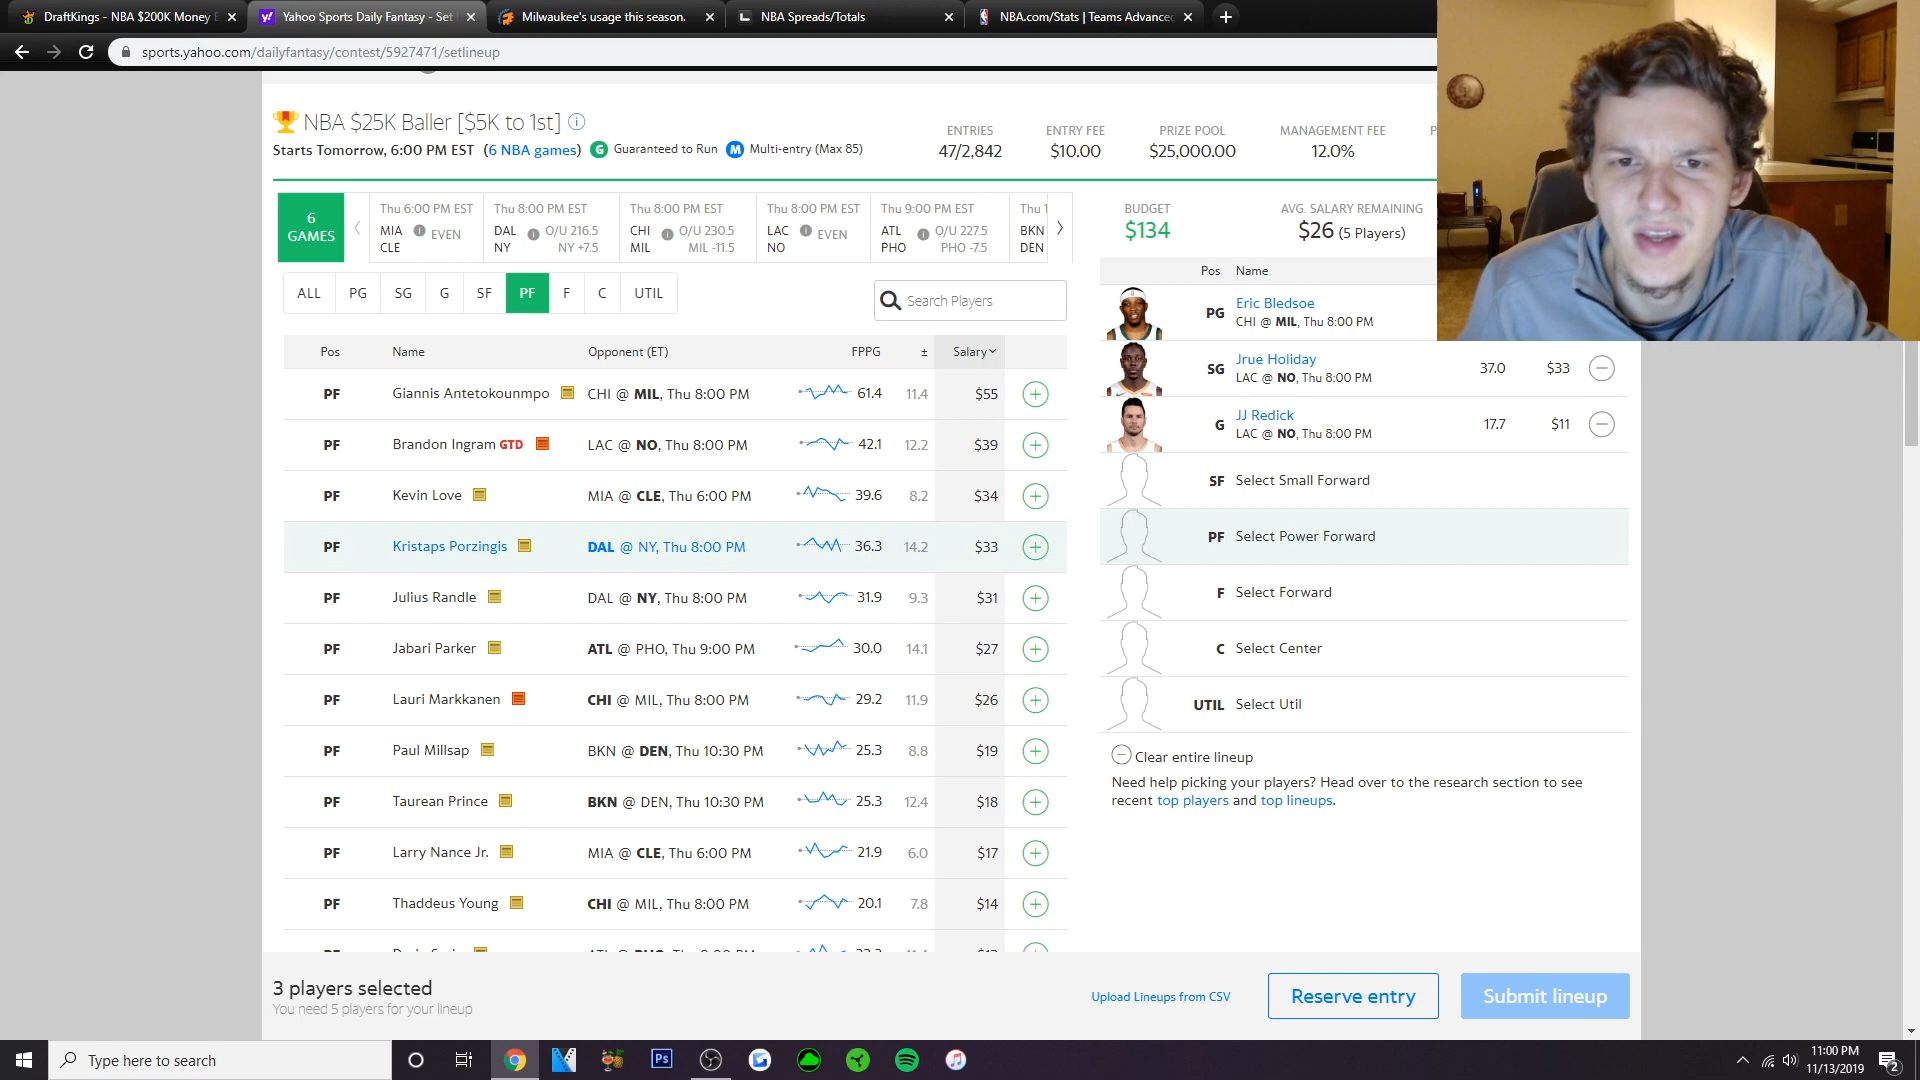 DraftKings - NBA $200K Money B
Yahoo Sports Daily Fantasy - Set
Milwaukee's usage this season.
NBA Spreads/Totals
NBA.com/Stats | Teams Advanced
sports.yahoo.com/dailyfantasy/contest/5927471/setlineup
NBA $25K Baller [$5K to 1st]
Starts Tomorrow, 6:00 PM EST (6 NBA games) G Guaranteed to Run M Multi-entry (Max 85)
ENTRIES
47/2,842
ENTRY FEE
$10.00
PRIZE POOL
$25,000.00
MANAGEMENT FEE
12.0%
P
6
GAMES
Thu 6:00 PM EST
MIA
CLE
EVEN
Thu 8:00 PM EST
DAL O/U 216.5
NY NY +7.5
Thu 8:00 PM EST
CHI O/U 230.5
MIL MIL -11.5
Thu 8:00 PM EST
LAC
NO
EVEN
Thu 9:00 PM EST
ATL O/U 227.5
PHO PHO -7.5
Thu 1
BKN
DEN
BUDGET
$134
AVG. SALARY REMAINING
$26 (5 Players)
ALL PG SG G SF PF F C UTIL
Search Players
Pos Name Opponent (ET) FPPG ± Salary
PF Giannis Antetokounmpo CHI @ MIL, Thu 8:00 PM 61.4 11.4 $55
PF Brandon Ingram GTD LAC @ NO, Thu 8:00 PM 42.1 12.2 $39
PF Kevin Love MIA @ CLE, Thu 6:00 PM 39.6 8.2 $34
PF Kristaps Porzingis DAL @ NY, Thu 8:00 PM 36.3 14.2 $33
PF Julius Randle DAL @ NY, Thu 8:00 PM 31.9 9.3 $31
PF Jabari Parker ATL @ PHO, Thu 9:00 PM 30.0 14.1 $27
PF Lauri Markkanen CHI @ MIL, Thu 8:00 PM 29.2 11.9 $26
PF Paul Millsap BKN @ DEN, Thu 10:30 PM 25.3 8.8 $19
PF Taurean Prince BKN @ DEN, Thu 10:30 PM 25.3 12.4 $18
PF Larry Nance Jr. MIA @ CLE, Thu 6:00 PM 21.9 6.0 $17
PF Thaddeus Young CHI @ MIL, Thu 8:00 PM 20.1 7.8 $14
Pos Name
PG Eric Bledsoe
CHI @ MIL, Thu 8:00 PM
SG Jrue Holiday 37.0 $33
LAC @ NO, Thu 8:00 PM
G JJ Redick 17.7 $11
LAC @ NO, Thu 8:00 PM
SF Select Small Forward
PF Select Power Forward
F Select Forward
C Select Center
UTIL Select Util
Clear entire lineup
Need help picking your players? Head over to the research section to see
recent top players and top lineups.
3 players selected
You need 5 players for your lineup
Upload Lineups from CSV
Reserve entry
Submit lineup
Type here to search
Ps
11:00 PM
11/13/2019
2